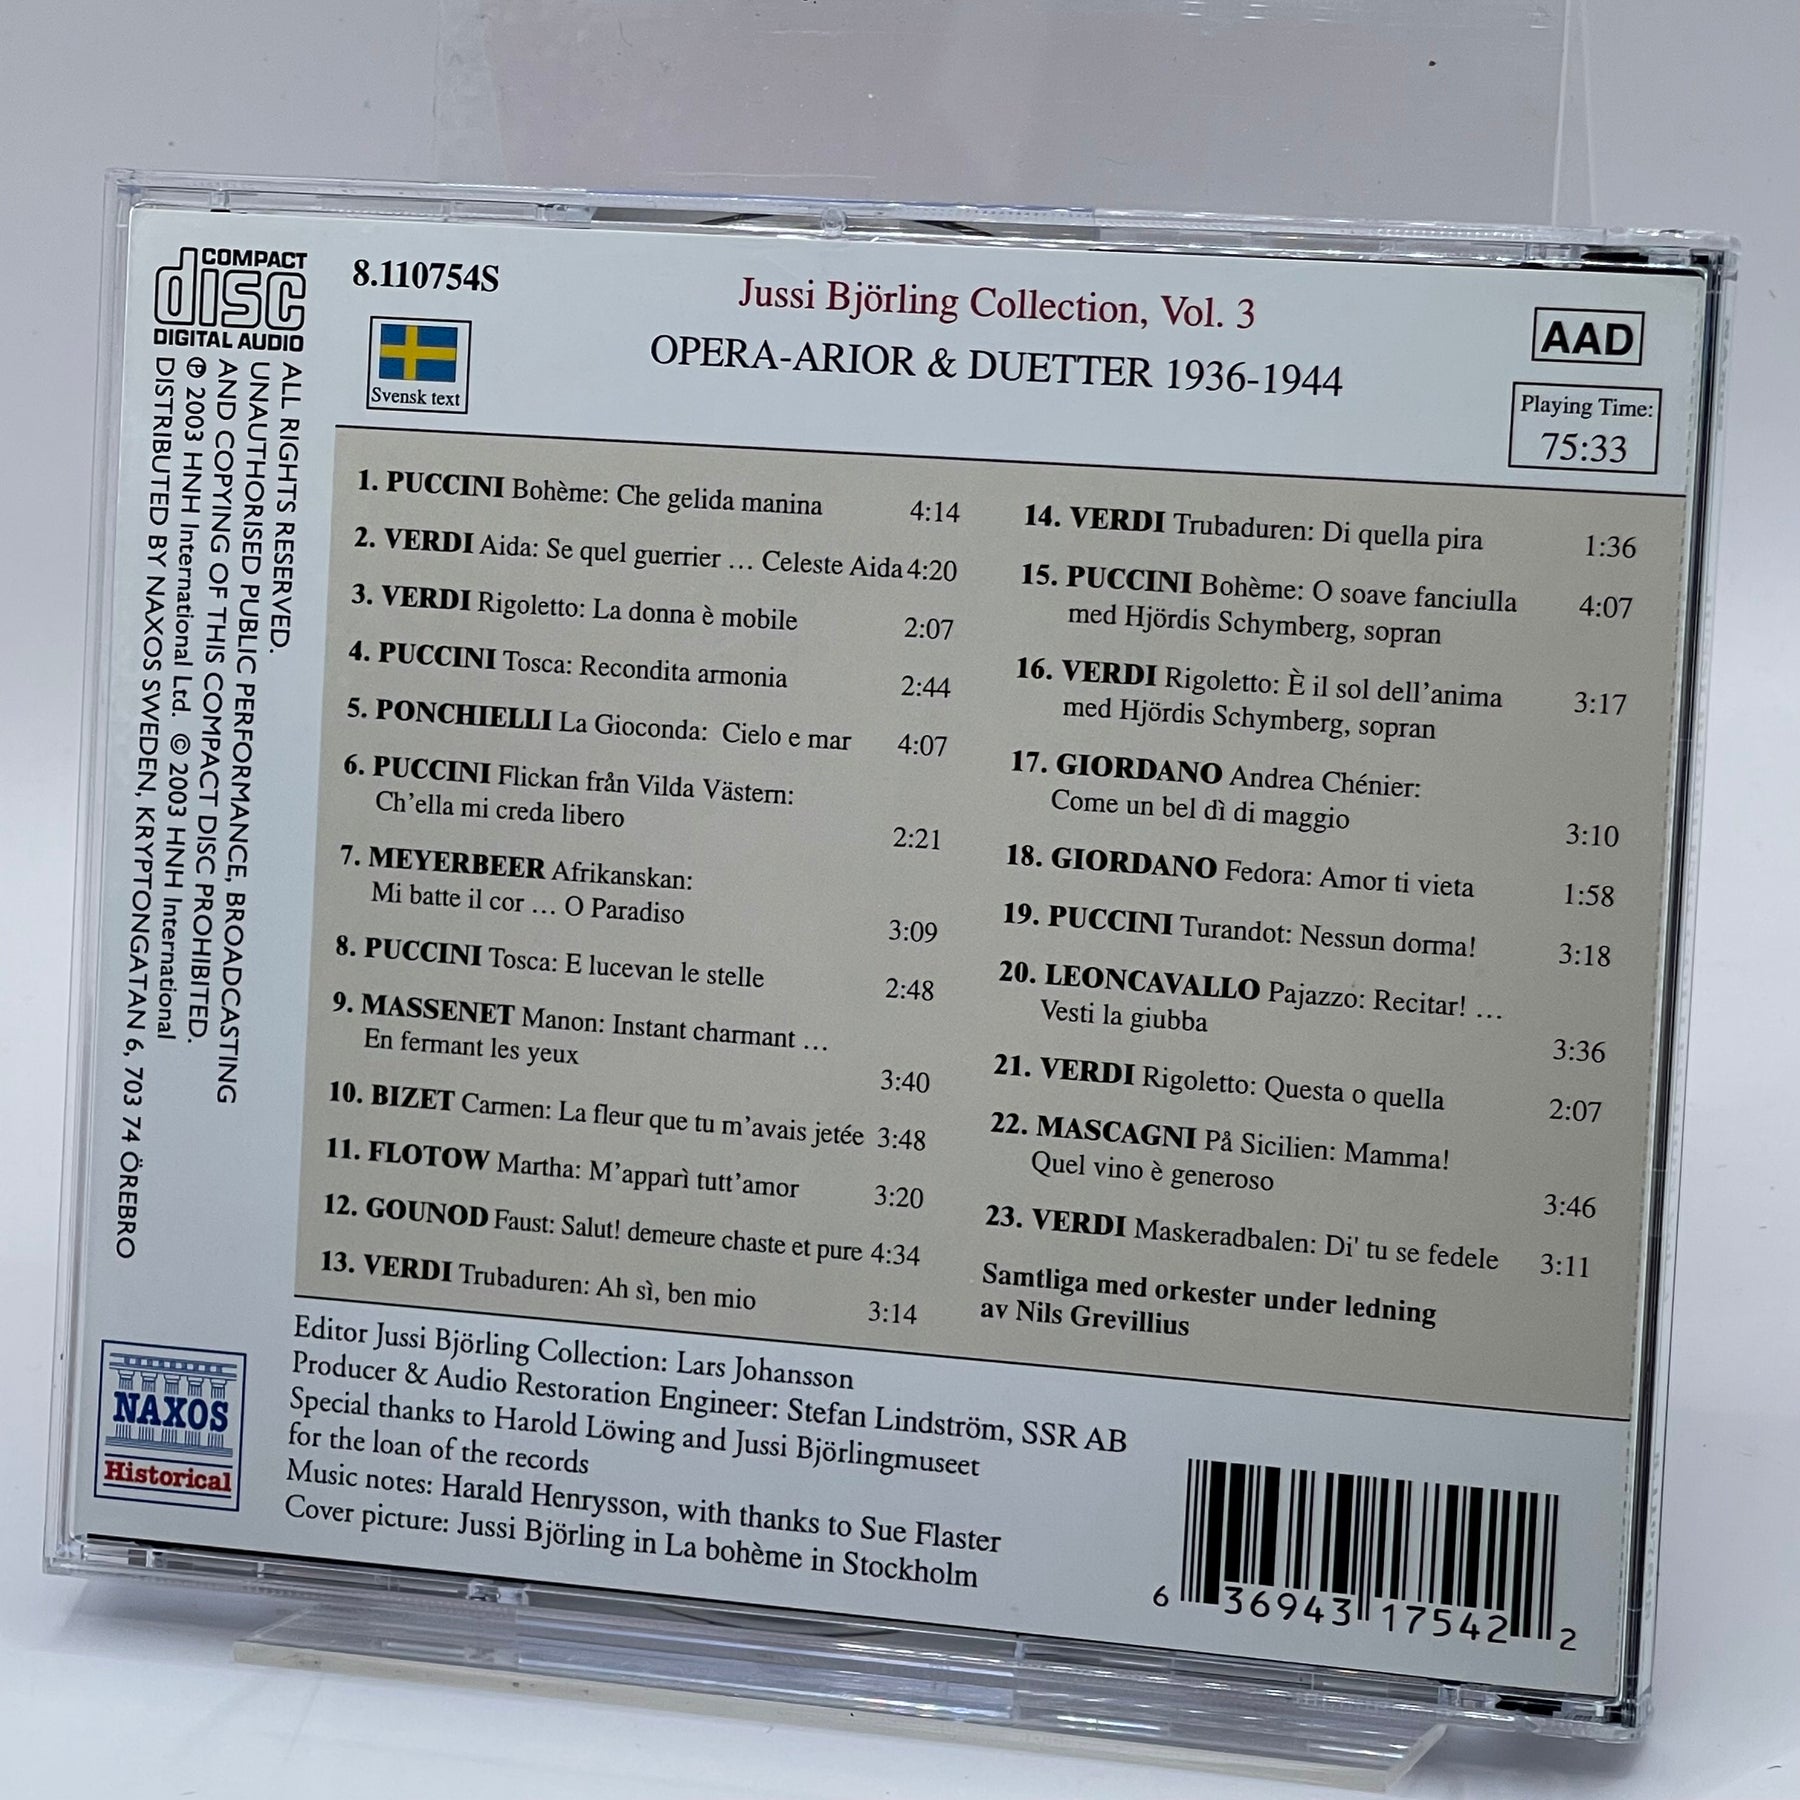 COMPACT
disc
DIGITAL AUDIO
8.110754S
Svensk text
Jussi Björling Collection, Vol. 3
OPERA-ARIOR & DUETTER 1936-1944
AAD
Playing Time:
75:33
1. PUCCINI Bohème: Che gelida manina 4:14
2. VERDI Aida: Se quel guerrier … Celeste Aida 4:20
3. VERDI Rigoletto: La donna è mobile 2:07
4. PUCCINI Tosca: Recondita armonia 2:44
5. PONCHIELLI La Gioconda: Cielo e mar 4:07
6. PUCCINI Flickan från Vilda Västern:
Ch'ella mi creda libero 2:21
7. MEYERBEER Afrikanskan:
Mi batte il cor … O Paradiso 3:09
8. PUCCINI Tosca: E lucevan le stelle 2:48
9. MASSENET Manon: Instant charmant …
En fermant les yeux 3:40
10. BIZET Carmen: La fleur que tu m'avais jetée 3:48
11. FLOTOW Martha: M'apparì tutt'amor 3:20
12. GOUNOD Faust: Salut! demeure chaste et pure 4:34
13. VERDI Trubaduren: Ah sì, ben mio 3:14
14. VERDI Trubaduren: Di quella pira 1:36
15. PUCCINI Bohème: O soave fanciulla 4:07
med Hjördis Schymberg, sopran
16. VERDI Rigoletto: È il sol dell'anima 3:17
med Hjördis Schymberg, sopran
17. GIORDANO Andrea Chénier:
Come un bel dì di maggio 3:10
18. GIORDANO Fedora: Amor ti vieta 1:58
19. PUCCINI Turandot: Nessun dorma! 3:18
20. LEONCAVALLO Pajazzo: Recitar! …
Vesti la giubba 3:36
21. VERDI Rigoletto: Questa o quella 2:07
22. MASCAGNI På Sicilien: Mamma!
Quel vino è generoso 3:46
23. VERDI Maskeradbalen: Di' tu se fedele 3:11
Samtliga med orkester under ledning
av Nils Grevillius
Editor Jussi Björling Collection: Lars Johansson
Producer & Audio Restoration Engineer: Stefan Lindström, SSR AB
Special thanks to Harold Löwing and Jussi Björlingmuseet
for the loan of the records
Music notes: Harald Henrysson, with thanks to Sue Flaster
Cover picture: Jussi Björling in La bohème in Stockholm
ALL RIGHTS RESERVED.
UNAUTHORISED PUBLIC PERFORMANCE, BROADCASTING
AND COPYING OF THIS COMPACT DISC PROHIBITED.
℗ 2003 HNH International Ltd. © 2003 HNH International
DISTRIBUTED BY NAXOS SWEDEN, KRYPTONGATAN 6, 703 74 ÖREBRO
NAXOS
Historical
6 36943 17542 2